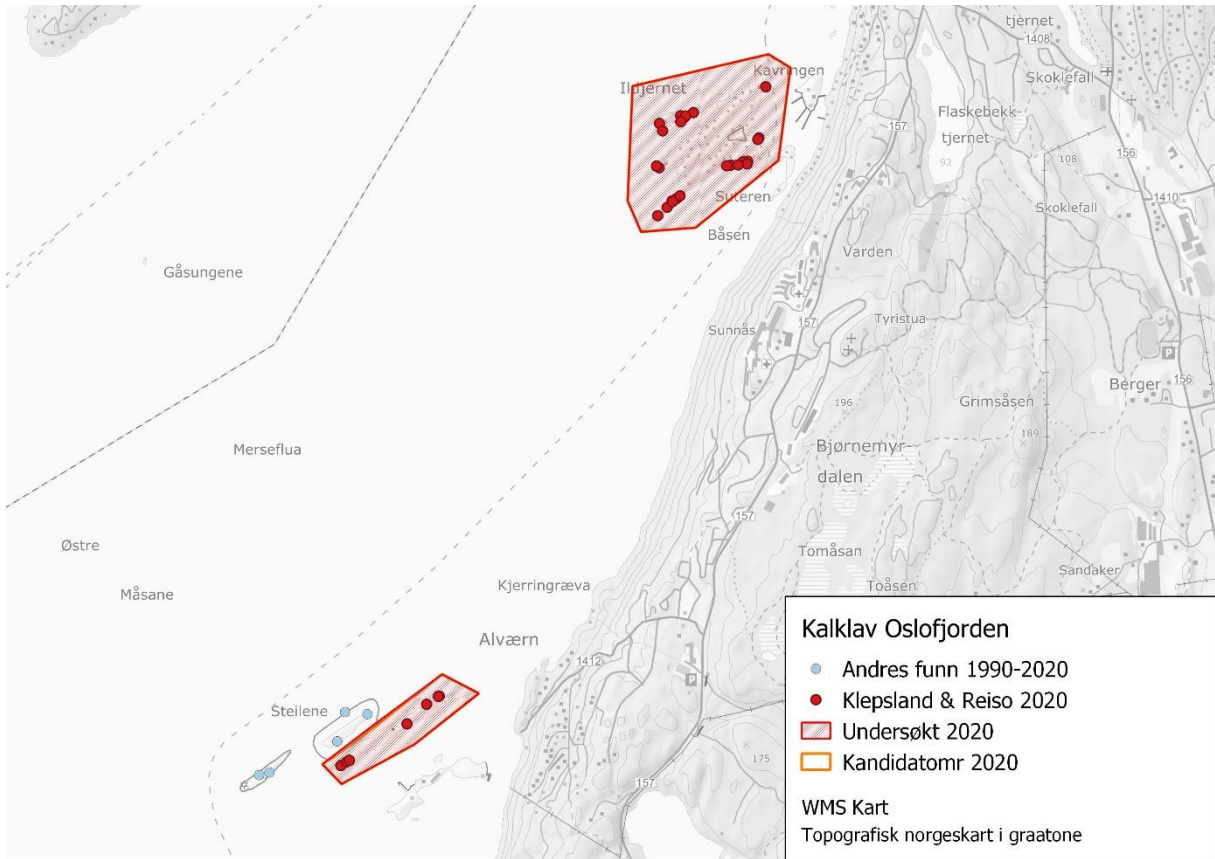 tjernet
1408
Skoklefall
Kavringen
Ildjernet
157
Flaskebekk
tjernet
92
108
156
Skoklefall
1410
Suteren
Båsen
Varden
Gåsungene
Sunnås
157
Tyristua
P
Berger
156
196
Grimsåsen
189
Bjørnemyr
dalen
Merseflua
157
Østre
Tomåsan
Toåsen
Sandaker
Måsane
Kjerringræva
Alværn
1412
P
Steilene
175
157
Kalklav Oslofjorden
Andres funn 1990-2020
Klepsland & Reiso 2020
Undersøkt 2020
Kandidatomr 2020
WMS Kart
Topografisk norgeskart i graatone